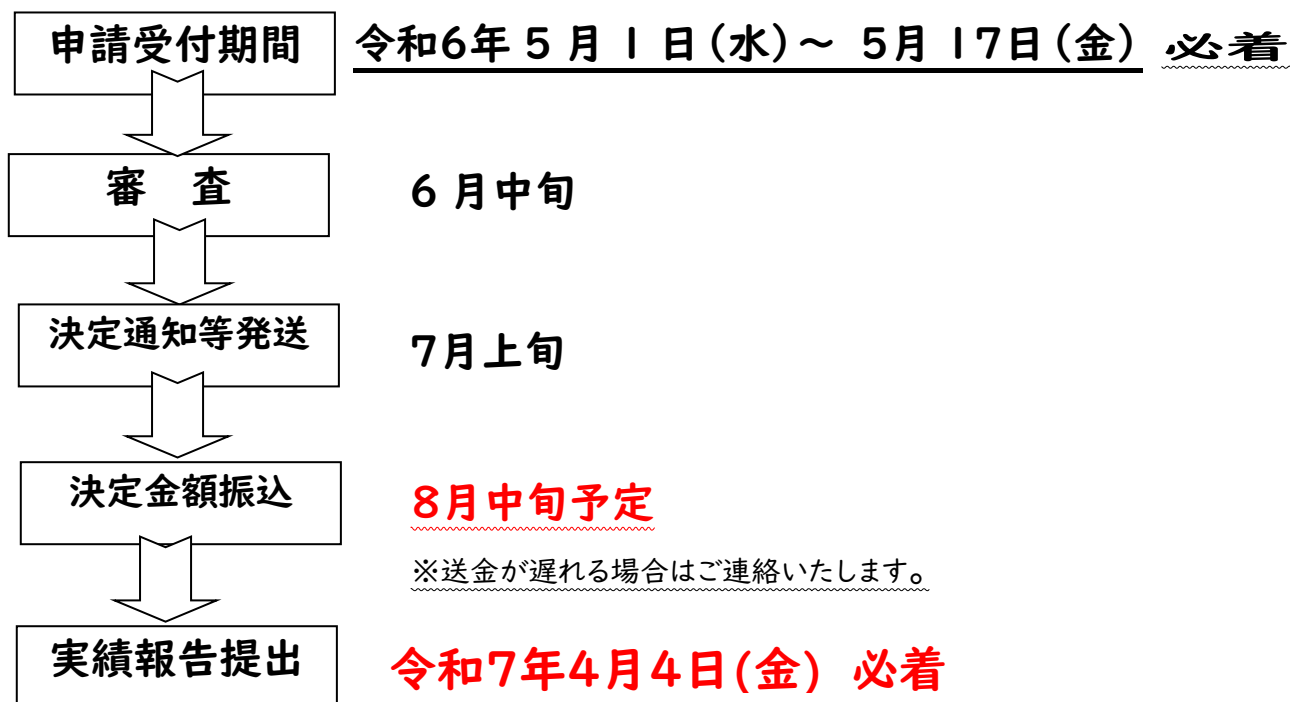 申請受付期間 令和6年5月1日(水)～ 5月17日(金) 必着
審　査 6月中旬
決定通知等発送 7月上旬
決定金額振込 8月中旬予定
※送金が遅れる場合はご連絡いたします。
実績報告提出 令和7年4月4日(金) 必着